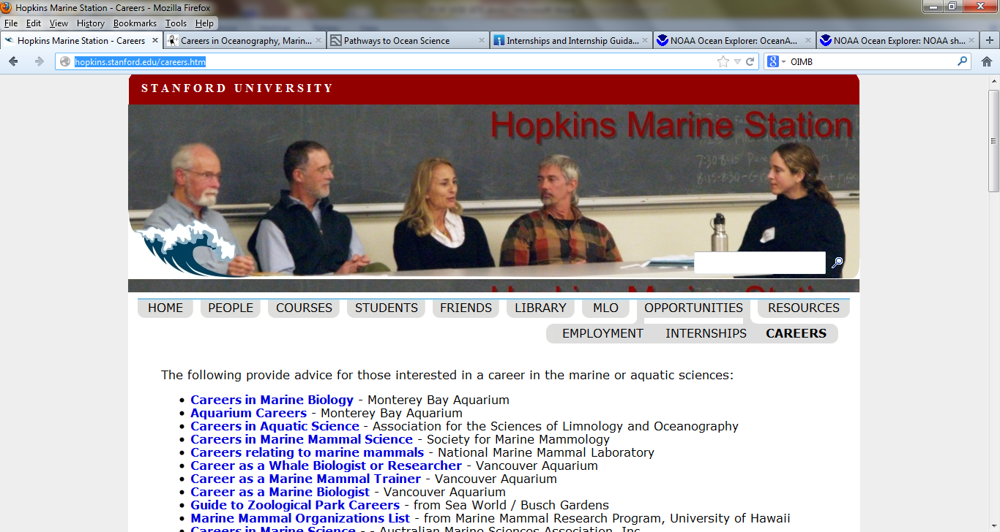 Hopkins Marine Station - Careers - Mozilla Firefox
File Edit View History Bookmarks Tools Help
Hopkins Marine Station - Careers × Careers in Oceanography, Marin... × Pathways to Ocean Science × Internships and Internship Guida... × NOAA Ocean Explorer: OceanA... × NOAA Ocean Explorer: NOAA sh... ×
hopkins.stanford.edu/careers.htm OIMB
STANFORD UNIVERSITY
Hopkins Marine Station
HOME PEOPLE COURSES STUDENTS FRIENDS LIBRARY MLO OPPORTUNITIES RESOURCES
EMPLOYMENT INTERNSHIPS CAREERS
The following provide advice for those interested in a career in the marine or aquatic sciences:
• Careers in Marine Biology - Monterey Bay Aquarium
• Aquarium Careers - Monterey Bay Aquarium
• Careers in Aquatic Science - Association for the Sciences of Limnology and Oceanography
• Careers in Marine Mammal Science - Society for Marine Mammology
• Careers relating to marine mammals - National Marine Mammal Laboratory
• Career as a Whale Biologist or Researcher - Vancouver Aquarium
• Career as a Marine Mammal Trainer - Vancouver Aquarium
• Career as a Marine Biologist - Vancouver Aquarium
• Guide to Zoological Park Careers - from Sea World / Busch Gardens
• Marine Mammal Organizations List - from Marine Mammal Research Program, University of Hawaii
• Careers in Marine Science - - Australian Marine Sciences Association, Inc.